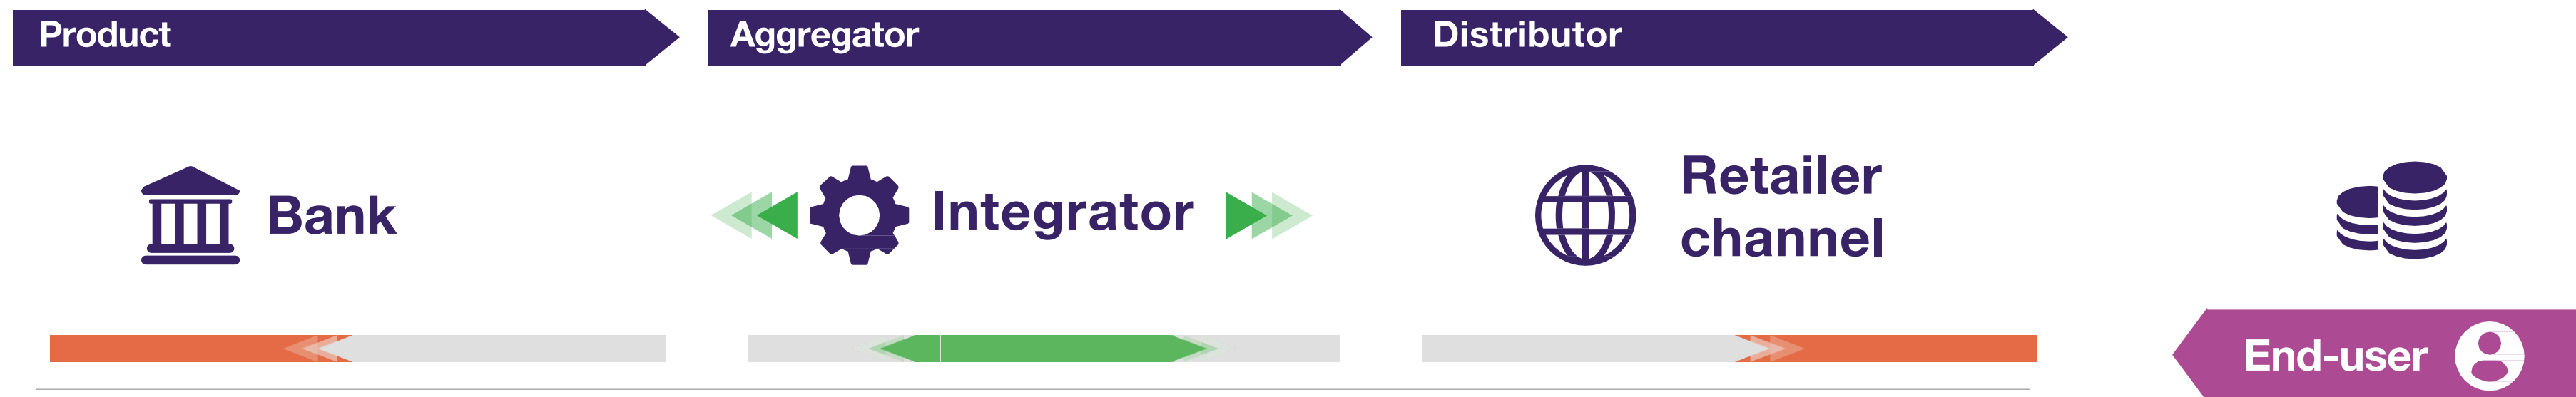 Product
Aggregator
Distributor
Bank
Integrator
Retailer
channel
End-user